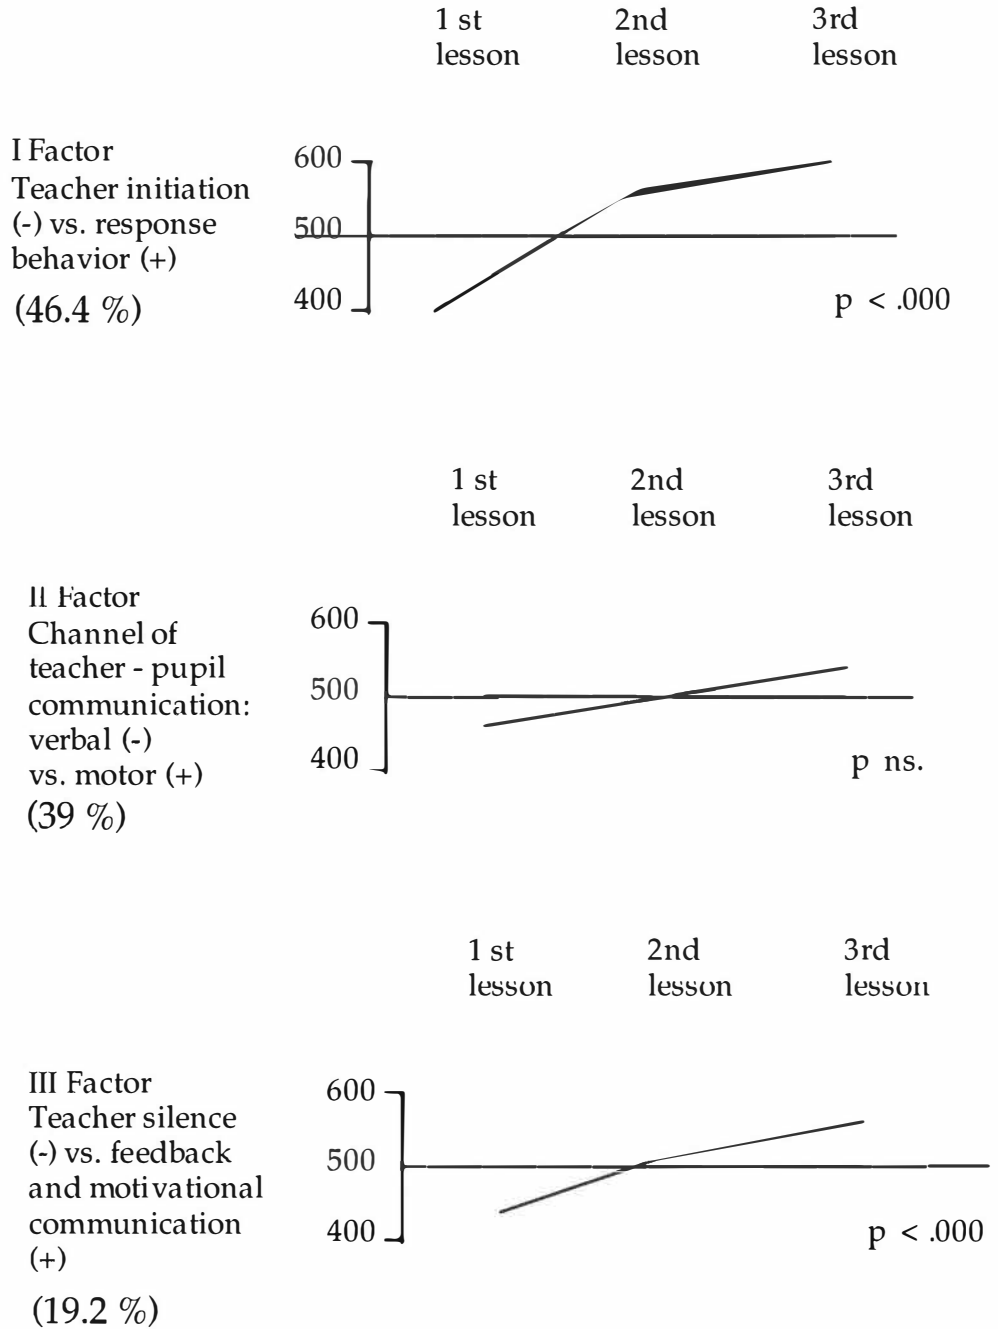 1 st 2nd 3rd
lesson lesson lesson
I Factor
Teacher initiation
(-) vs. response
behavior (+)
(46.4 %)
600
500
400
p < .000
1 st 2nd 3rd
lesson lesson lesson
II Factor
Channel of
teacher - pupil
communication:
verbal (-)
vs. motor (+)
(39 %)
600
500
400
p ns.
1 st 2nd 3rd
lesson lesson lesson
III Factor
Teacher silence
(-) vs. feedback
and motivational
communication
(+)
(19.2 %)
600
500
400
p < .000